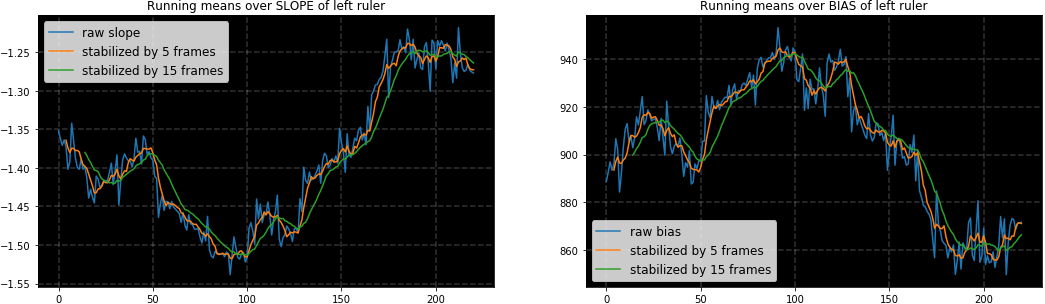 Running means over SLOPE of left ruler
raw slope
stabilized by 5 frames
stabilized by 15 frames
−1.25
−1.30
−1.35
−1.40
−1.45
−1.50
−1.55
0 50 100 150 200
Running means over BIAS of left ruler
940
920
900
880
860
raw bias
stabilized by 5 frames
stabilized by 15 frames
0 50 100 150 200